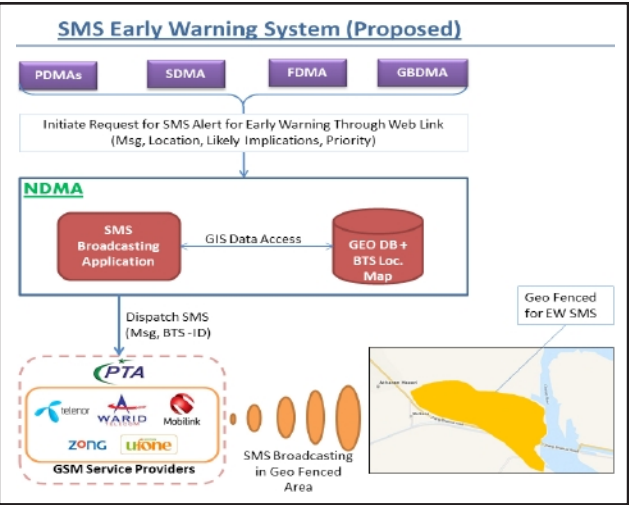 SMS Early Warning System (Proposed)
PDMAs
SDMA
FDMA
GBDMA
Initiate Request for SMS Alert for Early Warning Through Web Link
(Msg, Location, Likely Implications, Priority)
NDMA
SMS
Broadcasting
Application
GIS Data Access
GEO DB +
BTS Loc.
Map
Geo Fenced
for EW SMS
Dispatch SMS
(Msg, BTS -ID)
PTA
telenor
WARID
TELECOM
Mobilink
ZONG
ufone
GSM Service Providers
SMS Broadcasting
in Geo Fenced
Area